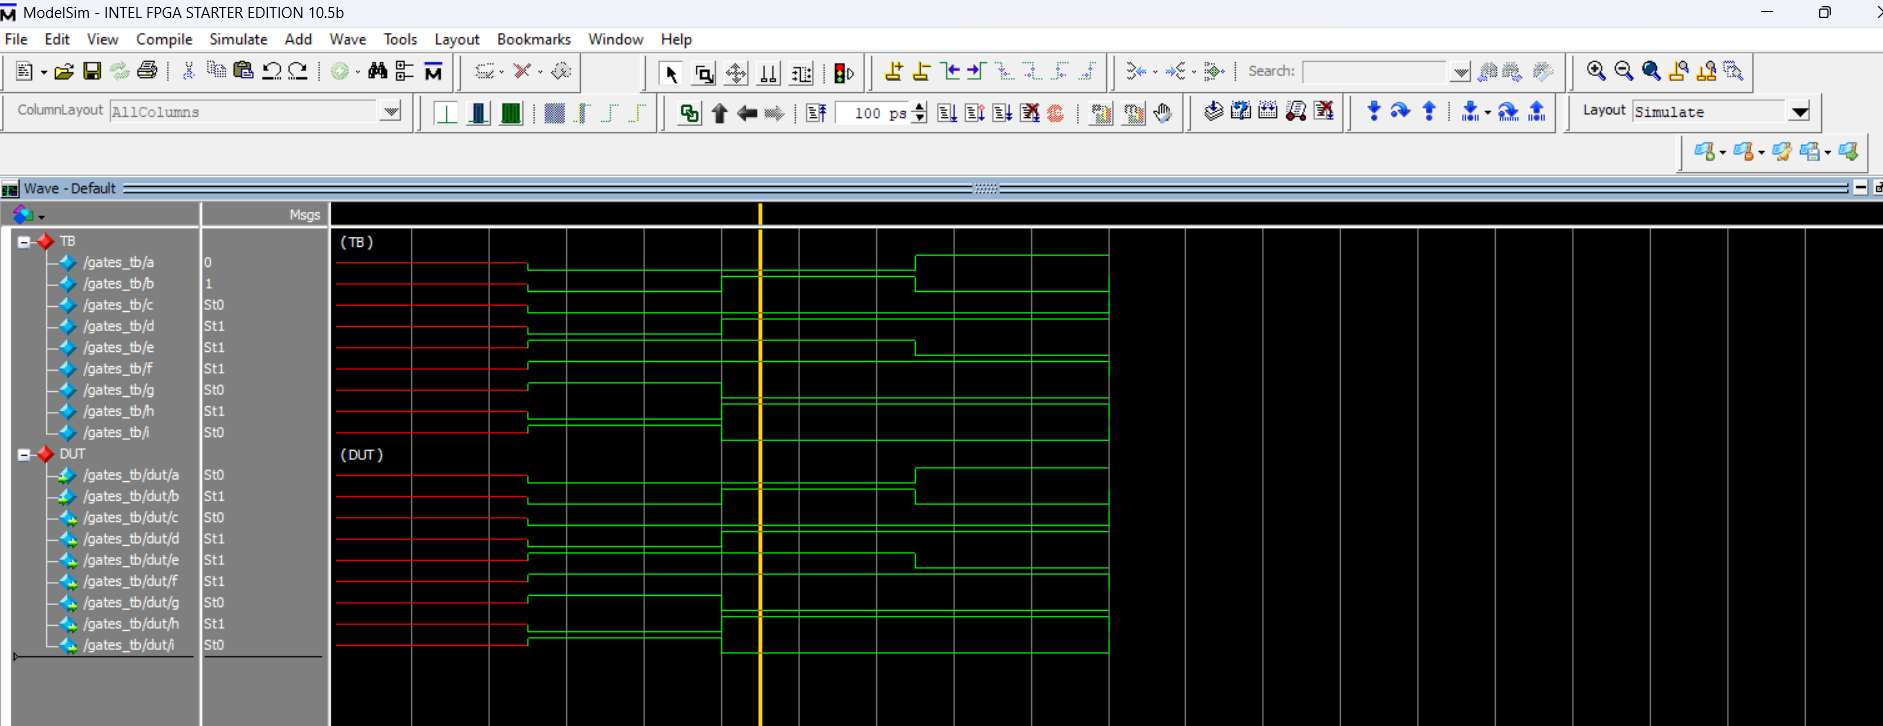 ModelSim - INTEL FPGA STARTER EDITION 10.5b
File Edit View Compile Simulate Add Wave Tools Layout Bookmarks Window Help
Search:
ColumnLayout AllColumns
100 ps
Layout Simulate
Wave - Default
Msgs
TB (TB)
/gates_tb/a 0
/gates_tb/b 1
/gates_tb/c St0
/gates_tb/d St1
/gates_tb/e St1
/gates_tb/f St1
/gates_tb/g St0
/gates_tb/h St1
/gates_tb/i St0
DUT (DUT)
/gates_tb/dut/a St0
/gates_tb/dut/b St1
/gates_tb/dut/c St0
/gates_tb/dut/d St1
/gates_tb/dut/e St1
/gates_tb/dut/f St1
/gates_tb/dut/g St0
/gates_tb/dut/h St1
/gates_tb/dut/i St0